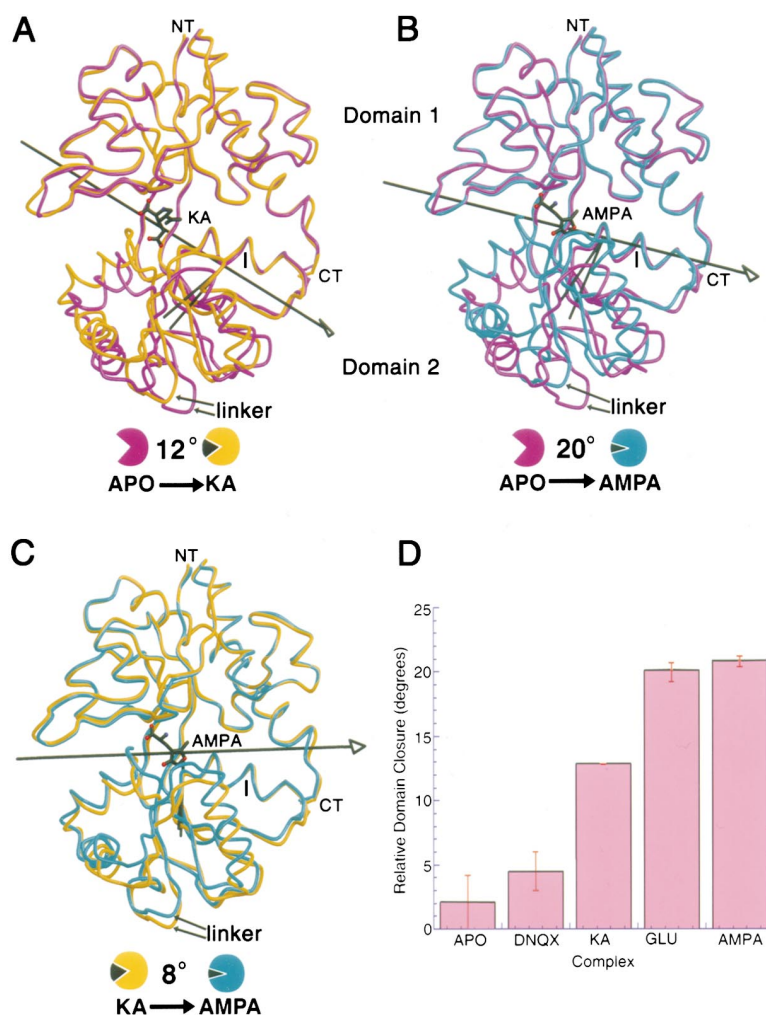 A
NT
KA
I
CT
linker
12°
APO → KA
Domain 1
Domain 2
B
NT
AMPA
I
CT
linker
20°
APO → AMPA
C
NT
AMPA
I
CT
linker
8°
KA → AMPA
D
Relative Domain Closure (degrees)
25
20
15
10
5
0
APO DNQX KA GLU AMPA
Complex